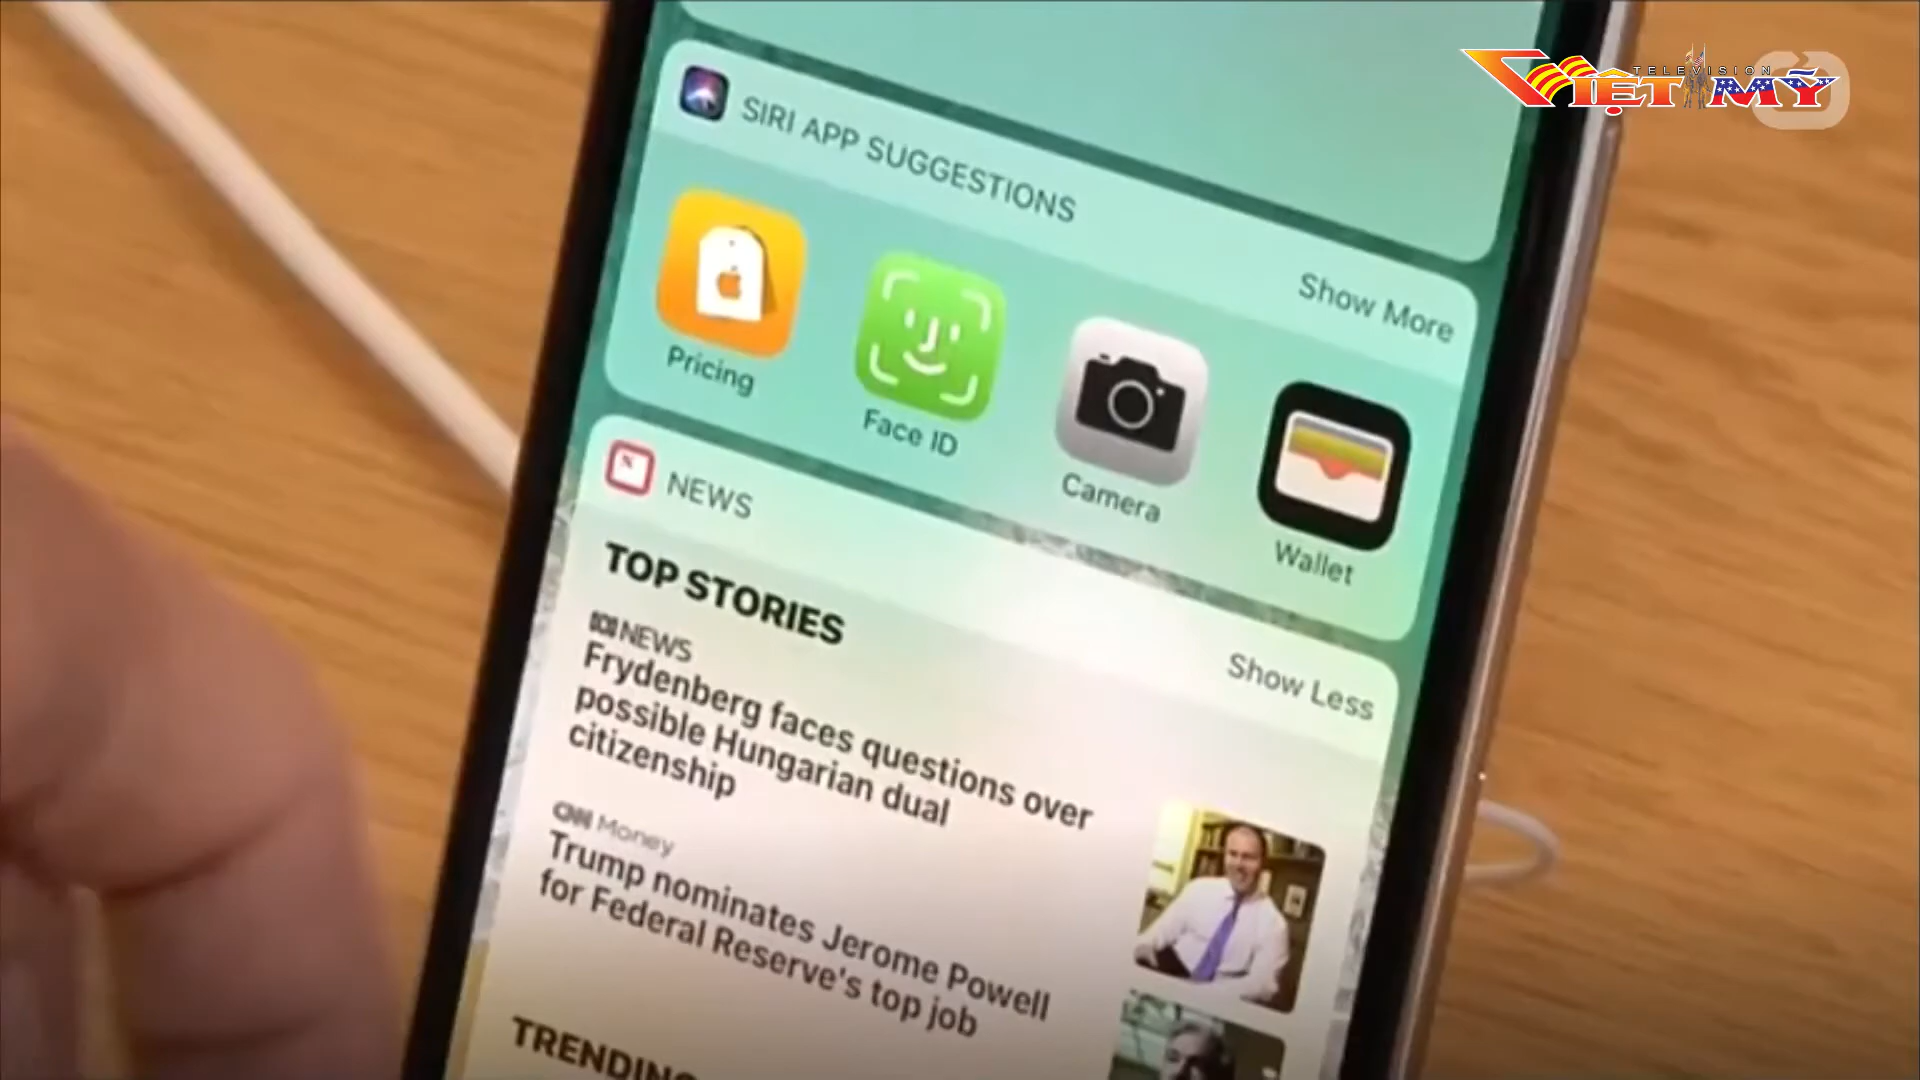 TELEVISION
VIỆT MỸ
SIRI APP SUGGESTIONS
Show More
Pricing
Face ID
Camera
Wallet
NEWS
Show Less
TOP STORIES
NEWS
Frydenberg faces questions over
possible Hungarian dual
citizenship
CNN Money
Trump nominates Jerome Powell
for Federal Reserve's top job
TRENDING